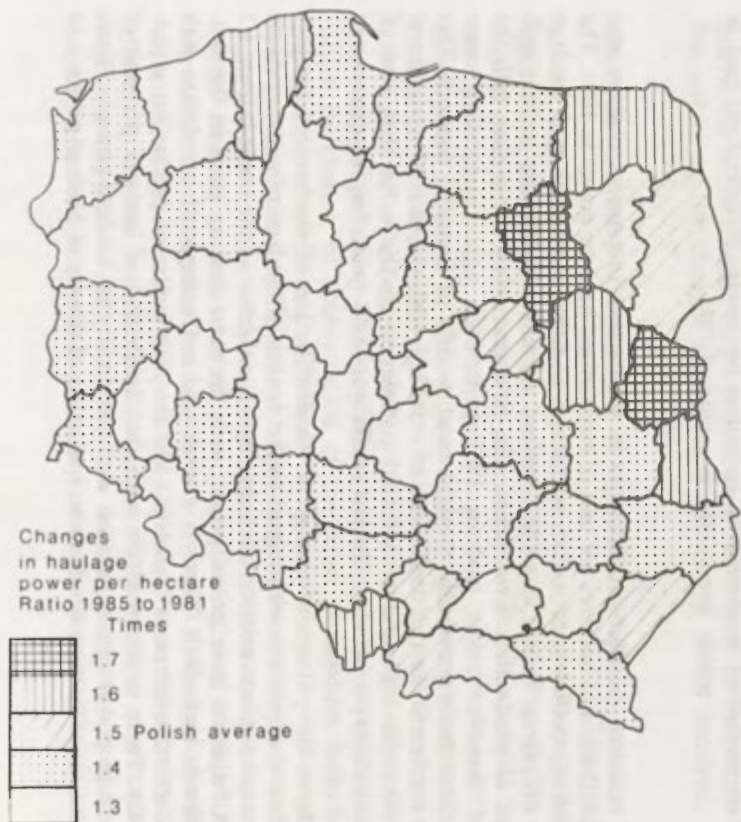 Changes
in haulage
power per hectare
Ratio 1985 to 1981
Times
1.7
1.6
1.5 Polish average
1.4
1.3